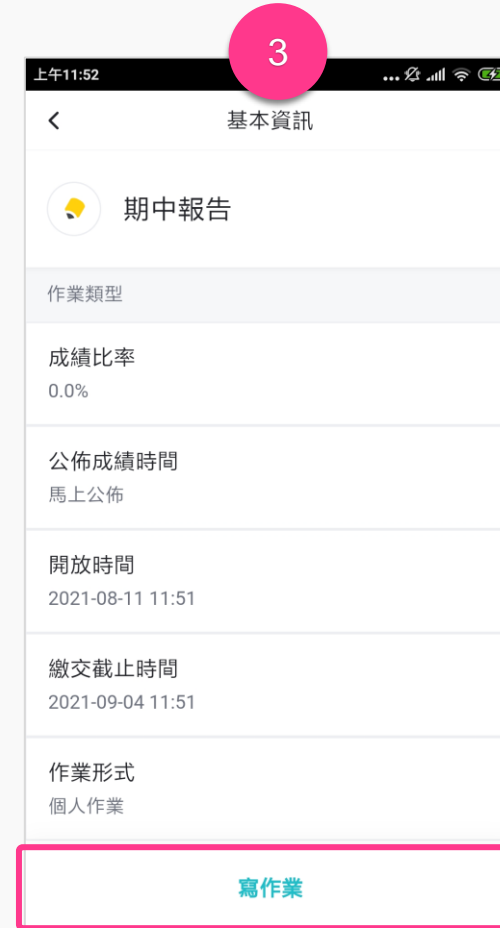 3
上午11:52
基本資訊
期中報告
作業類型
成績比率
0.0%
公佈成績時間
馬上公佈
開放時間
2021-08-11 11:51
繳交截止時間
2021-09-04 11:51
作業形式
個人作業
寫作業